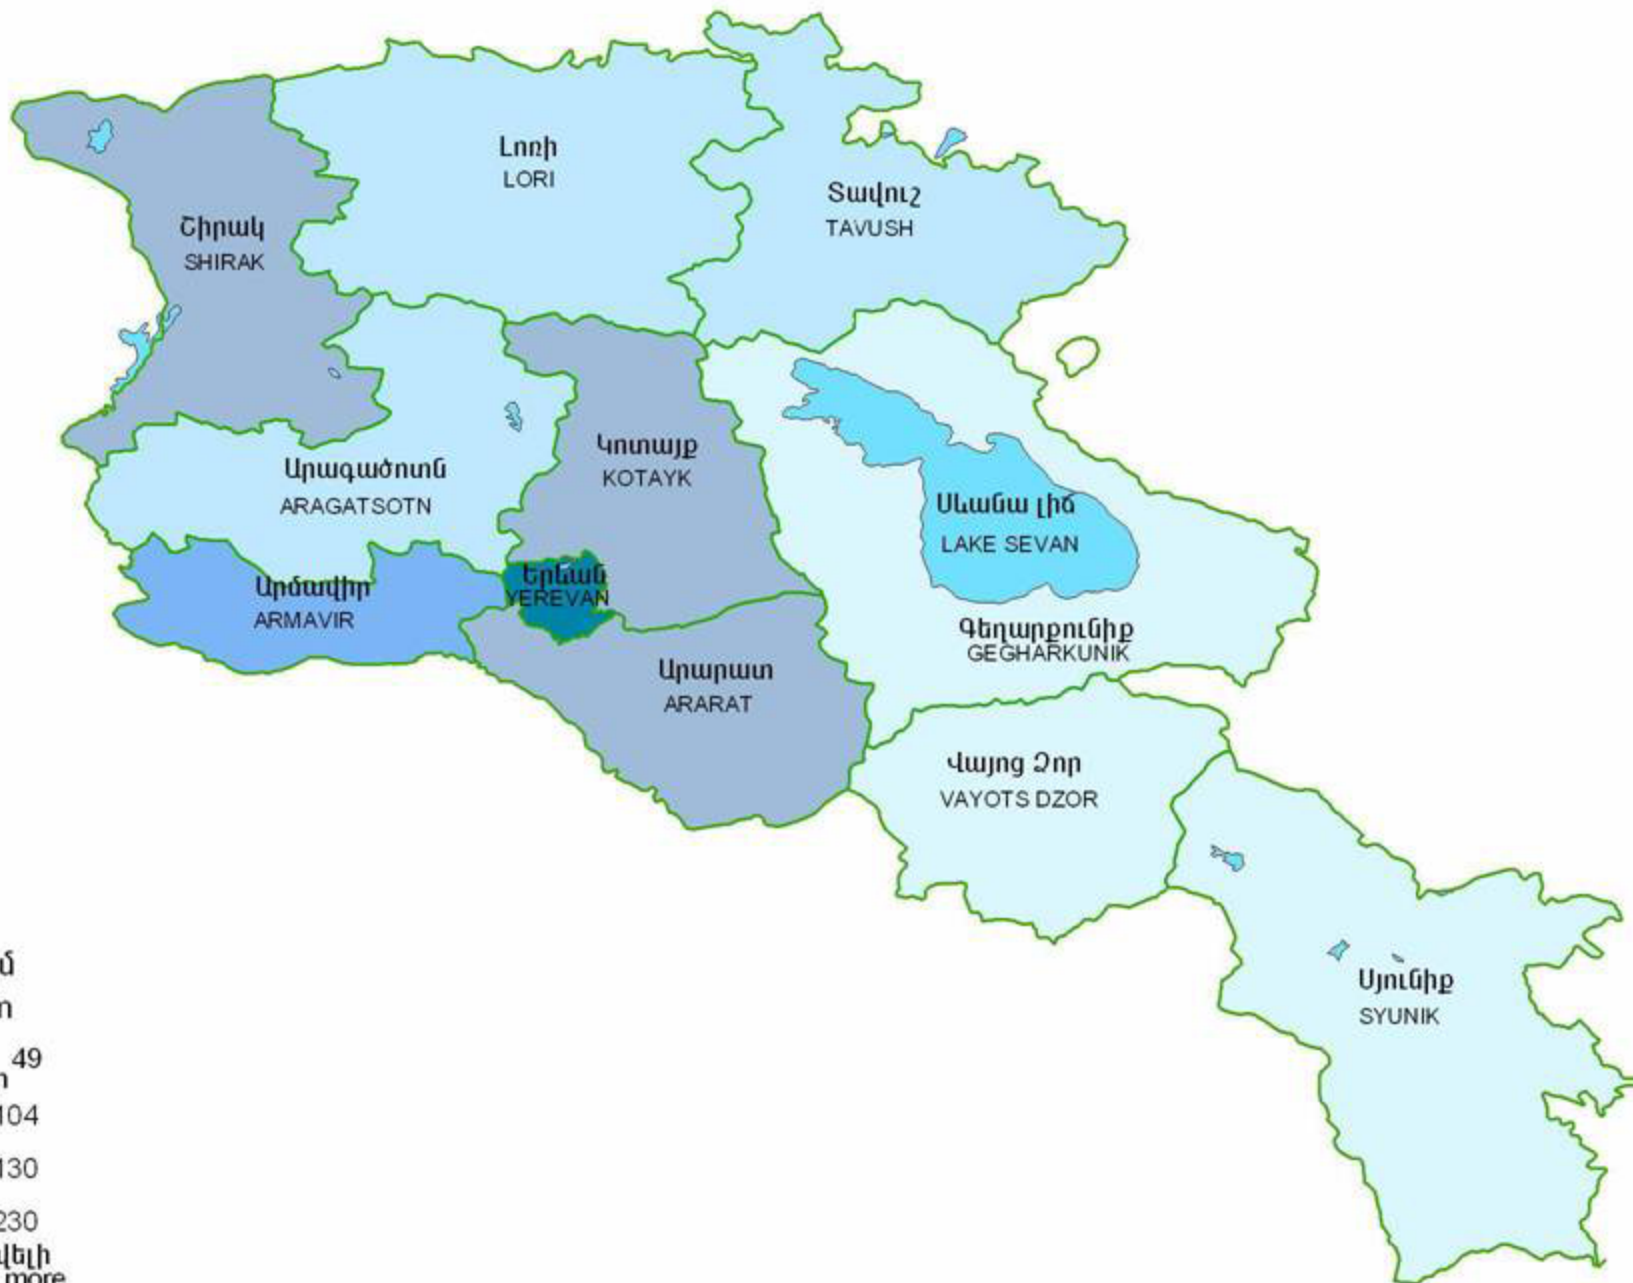 Լոռի
LORI
Տավուշ
TAVUSH
Շիրակ
SHIRAK
Կոտայք
KOTAYK
Արագածոտն
ARAGATSOTN
Սևանա լիճ
LAKE SEVAN
Երևան
YEREVAN
Արմավիր
ARMAVIR
Գեղարքունիք
GEGHARKUNIK
Արարատ
ARARAT
Վայոց Ձոր
VAYOTS DZOR
Սյունիք
SYUNIK
49
104
130
230
more